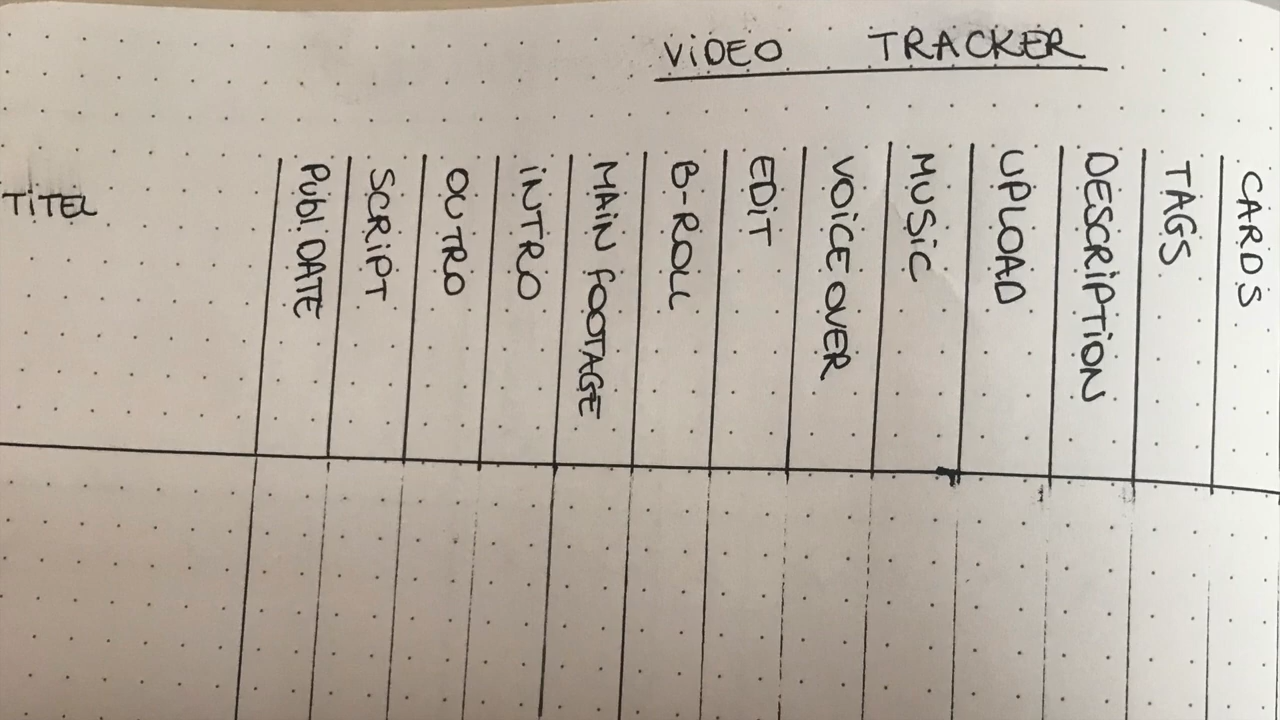 ViDEO TRACKER
TiTEL
Publ. DATE
SCRiPT
OUTRO
iNTRO
MAiN FOOTAGE
B-ROLL
EDiT
VOiCE OVER
MUSiC
UPLOAD
DESCRIPTiON
TAGS
CARDS